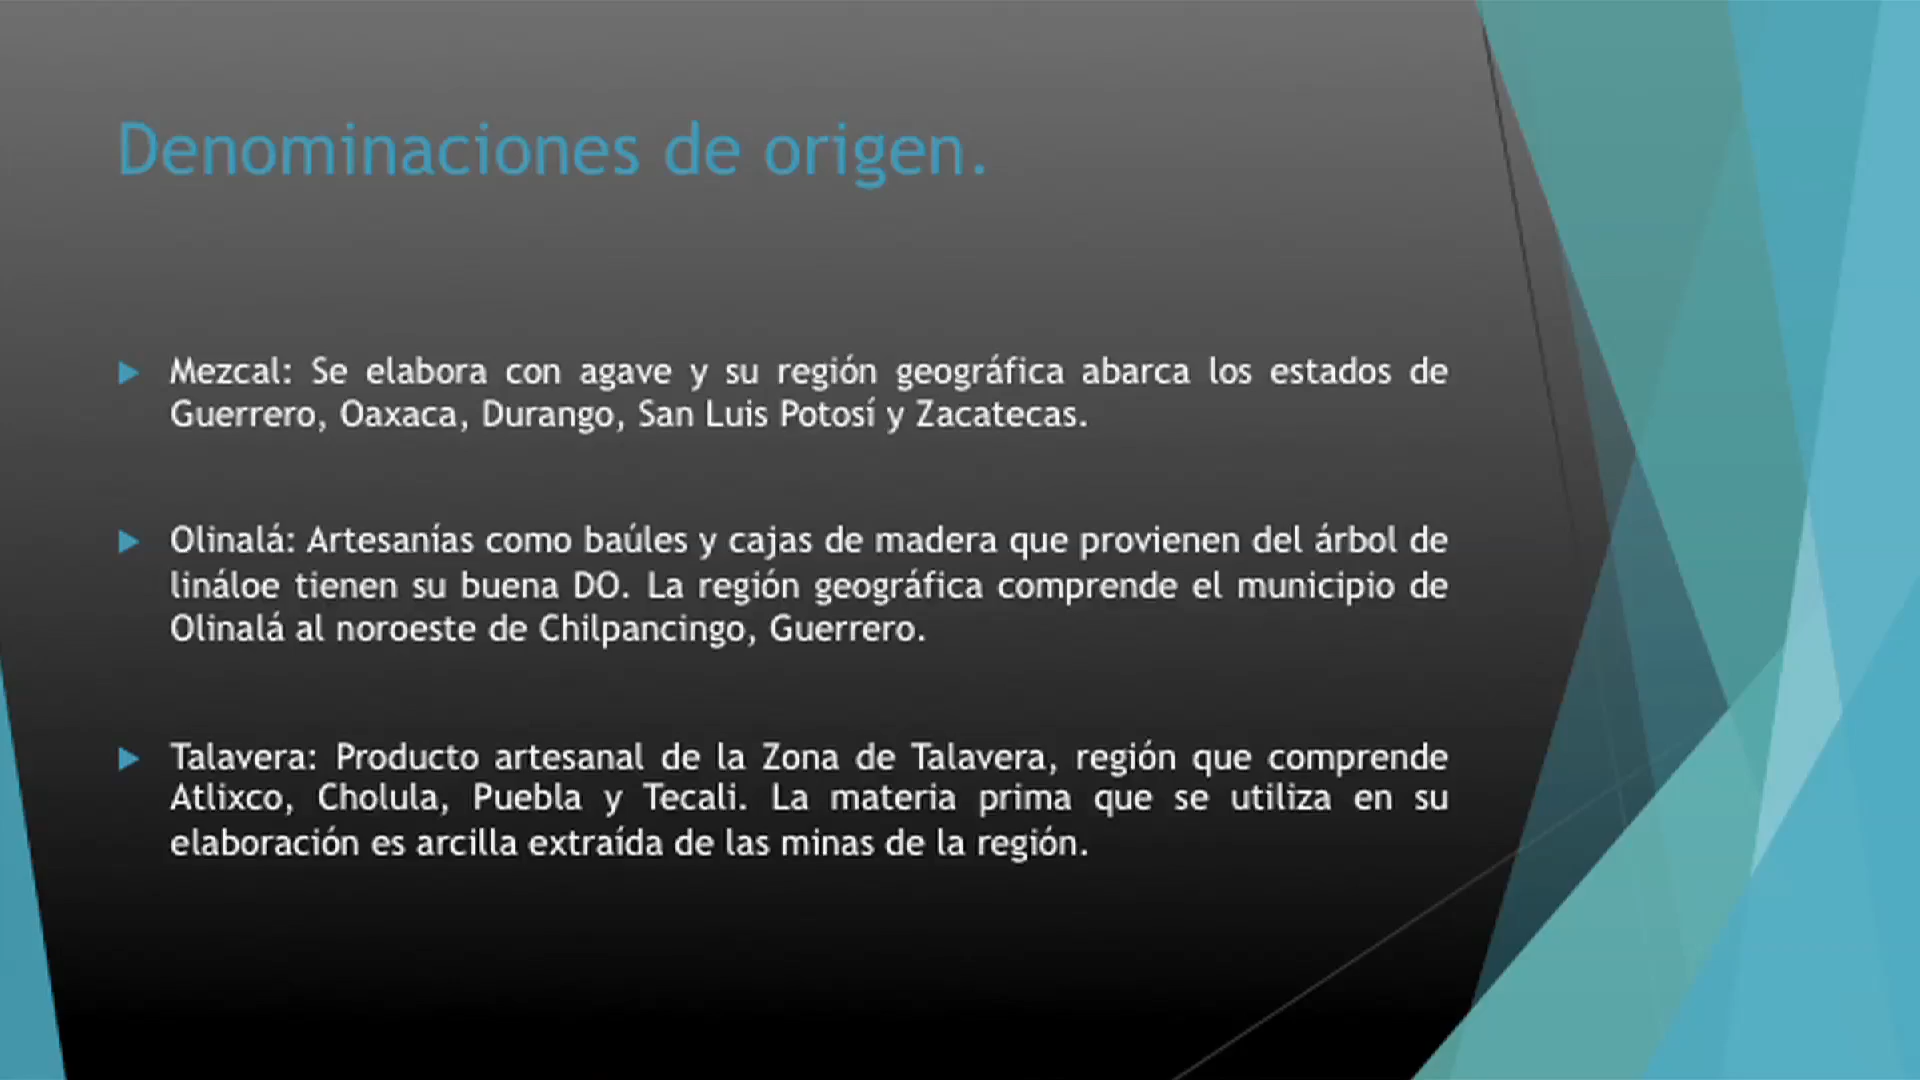 Denominaciones de origen.
Mezcal: Se elabora con agave y su región geográfica abarca los estados de
Guerrero, Oaxaca, Durango, San Luis Potosí y Zacatecas.
Olinalá: Artesanías como baúles y cajas de madera que provienen del árbol de
lináloe tienen su buena DO. La región geográfica comprende el municipio de
Olinalá al noroeste de Chilpancingo, Guerrero.
Talavera: Producto artesanal de la Zona de Talavera, región que comprende
Atlixco, Cholula, Puebla y Tecali. La materia prima que se utiliza en su
elaboración es arcilla extraída de las minas de la región.